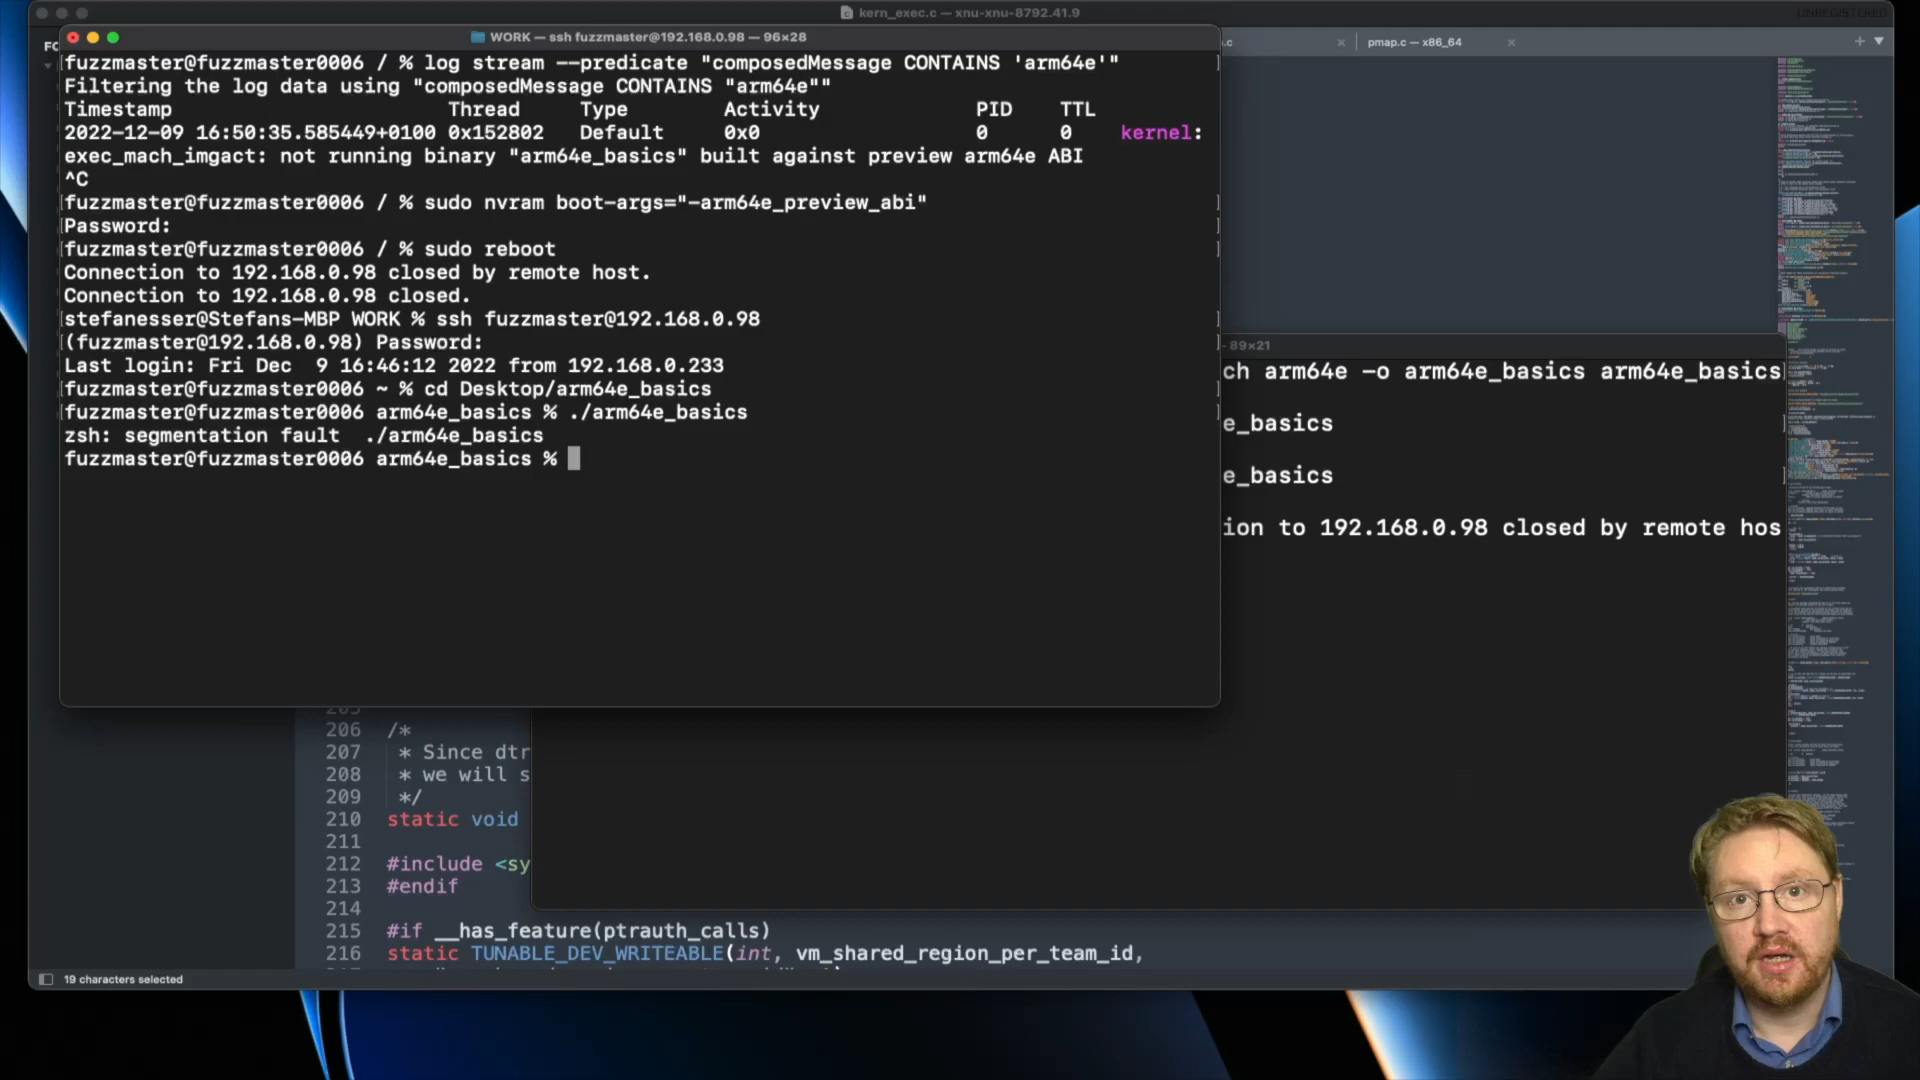 kern_exec.c — xnu-xnu-8792.41.9
UNREGISTERED
WORK — ssh fuzzmaster@192.168.0.98 — 96×28
pmap.c — x86_64
fuzzmaster@fuzzmaster0006 / % log stream --predicate "composedMessage CONTAINS 'arm64e'"
Filtering the log data using "composedMessage CONTAINS "arm64e""
Timestamp Thread Type Activity PID TTL
2022-12-09 16:50:35.585449+0100 0x152802 Default 0x0 0 0 kernel:
exec_mach_imgact: not running binary "arm64e_basics" built against preview arm64e ABI
^C
fuzzmaster@fuzzmaster0006 / % sudo nvram boot-args="-arm64e_preview_abi"
Password:
fuzzmaster@fuzzmaster0006 / % sudo reboot
Connection to 192.168.0.98 closed by remote host.
Connection to 192.168.0.98 closed.
stefanesser@Stefans-MBP WORK % ssh fuzzmaster@192.168.0.98
(fuzzmaster@192.168.0.98) Password:
Last login: Fri Dec  9 16:46:12 2022 from 192.168.0.233
fuzzmaster@fuzzmaster0006 ~ % cd Desktop/arm64e_basics
fuzzmaster@fuzzmaster0006 arm64e_basics % ./arm64e_basics
zsh: segmentation fault  ./arm64e_basics
fuzzmaster@fuzzmaster0006 arm64e_basics %
89×21
ch arm64e -o arm64e_basics arm64e_basics
e_basics
e_basics
ion to 192.168.0.98 closed by remote hos
206 /*
207 * Since dtr
208 * we will s
209 */
210 static void
211
212 #include <sy
213 #endif
214
215 #if __has_feature(ptrauth_calls)
216 static TUNABLE_DEV_WRITEABLE(int, vm_shared_region_per_team_id,
19 characters selected